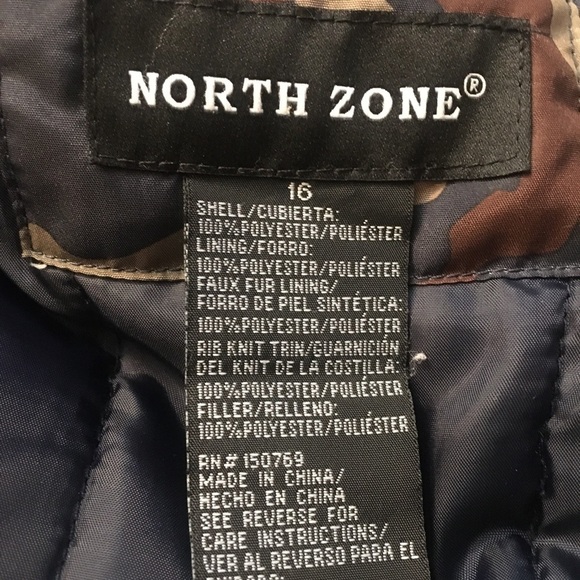 NORTH ZONE®
16
SHELL/CUBIERTA:
100%POLYESTER/POLIÉSTER
LINING/FORRO:
100%POLYESTER/POLIÉSTER
FAUX FUR LINING/
FORRO DE PIEL SINTÉTICA:
100%POLYESTER/POLIÉSTER
RIB KNIT TRIN/GUARNICIÓN
DEL KNIT DE LA COSTILLA:
100%POLYESTER/POLIÉSTER
FILLER/RELLENO:
100%POLYESTER/POLIÉSTER
RN# 150769
MADE IN CHINA/
HECHO EN CHINA
SEE REVERSE FOR
CARE INSTRUCTIONS/
VER AL REVERSO PARA EL